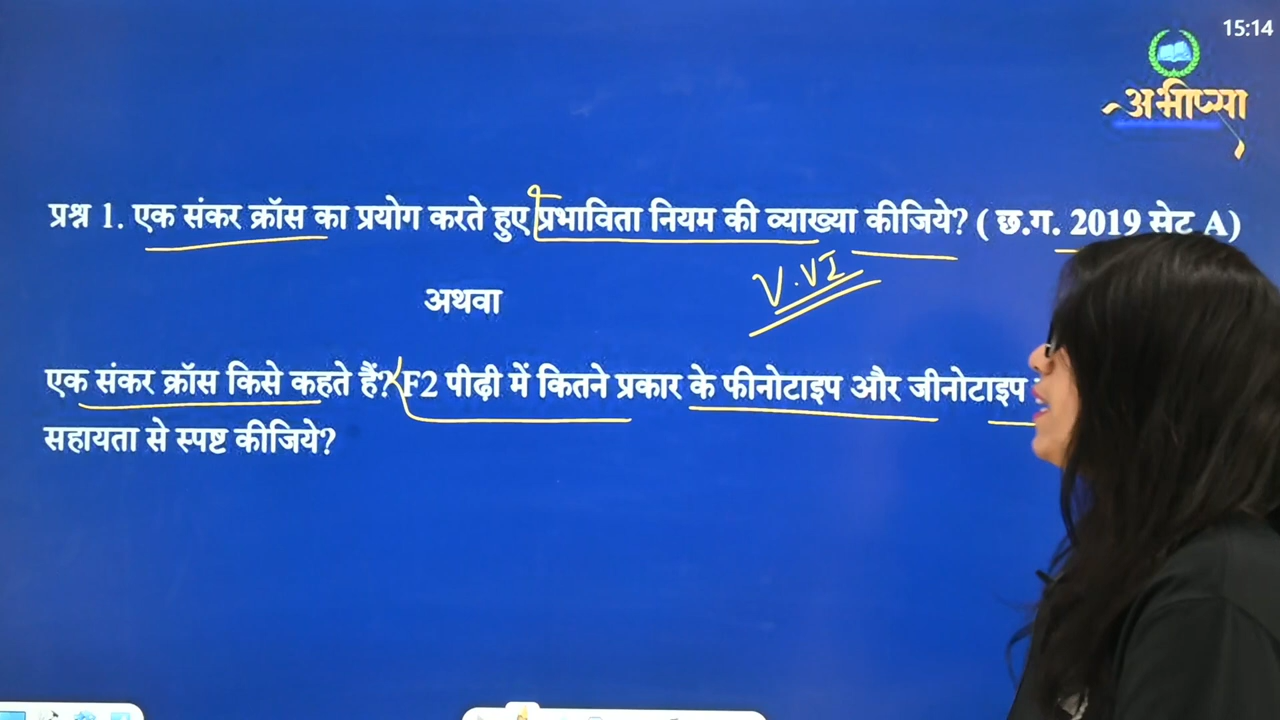 15:14
अभीप्सा
प्रश्न 1. एक संकर क्रॉस का प्रयोग करते हुए प्रभाविता नियम की व्याख्या कीजिये? ( छ.ग. 2019 सेट A)
V.VI
अथवा
एक संकर क्रॉस किसे कहते हैं? F2 पीढ़ी में कितने प्रकार के फीनोटाइप और जीनोटाइप
सहायता से स्पष्ट कीजिये?